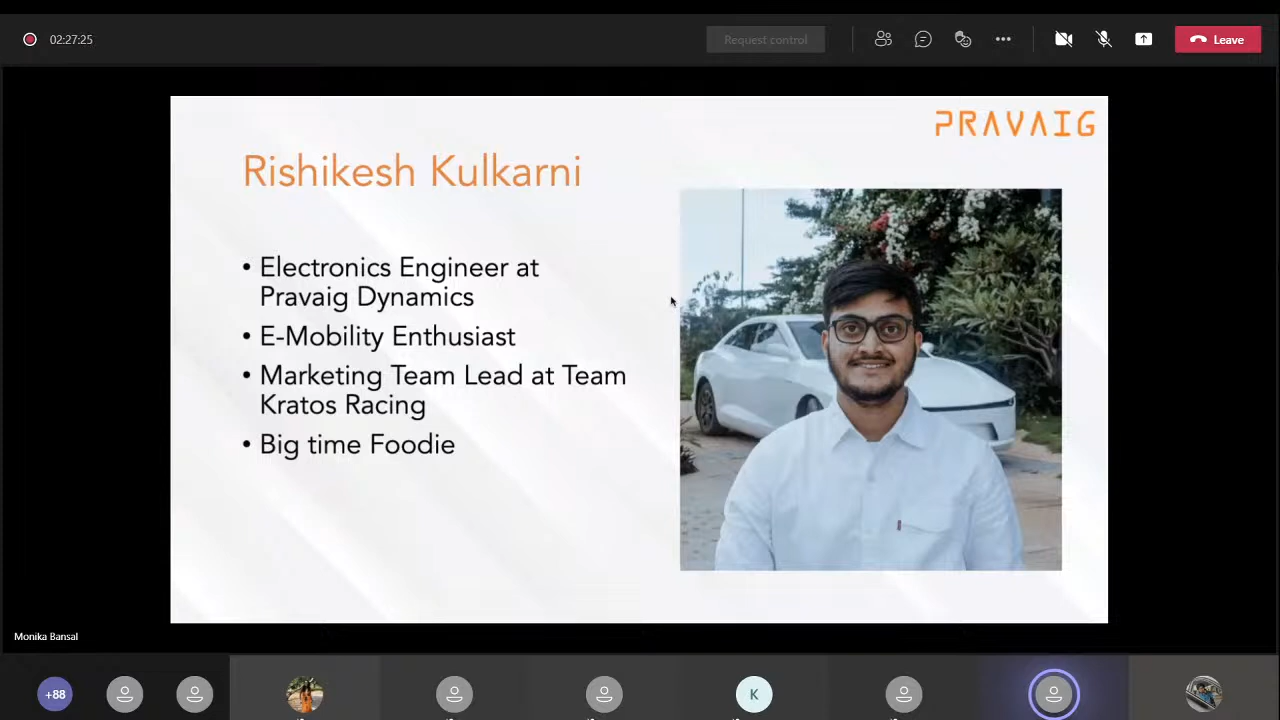 02:27:25
Request control
Leave
PRAVAIG
Rishikesh Kulkarni
• Electronics Engineer at
Pravaig Dynamics
• E-Mobility Enthusiast
• Marketing Team Lead at Team
Kratos Racing
• Big time Foodie
Monika Bansal
+88
K